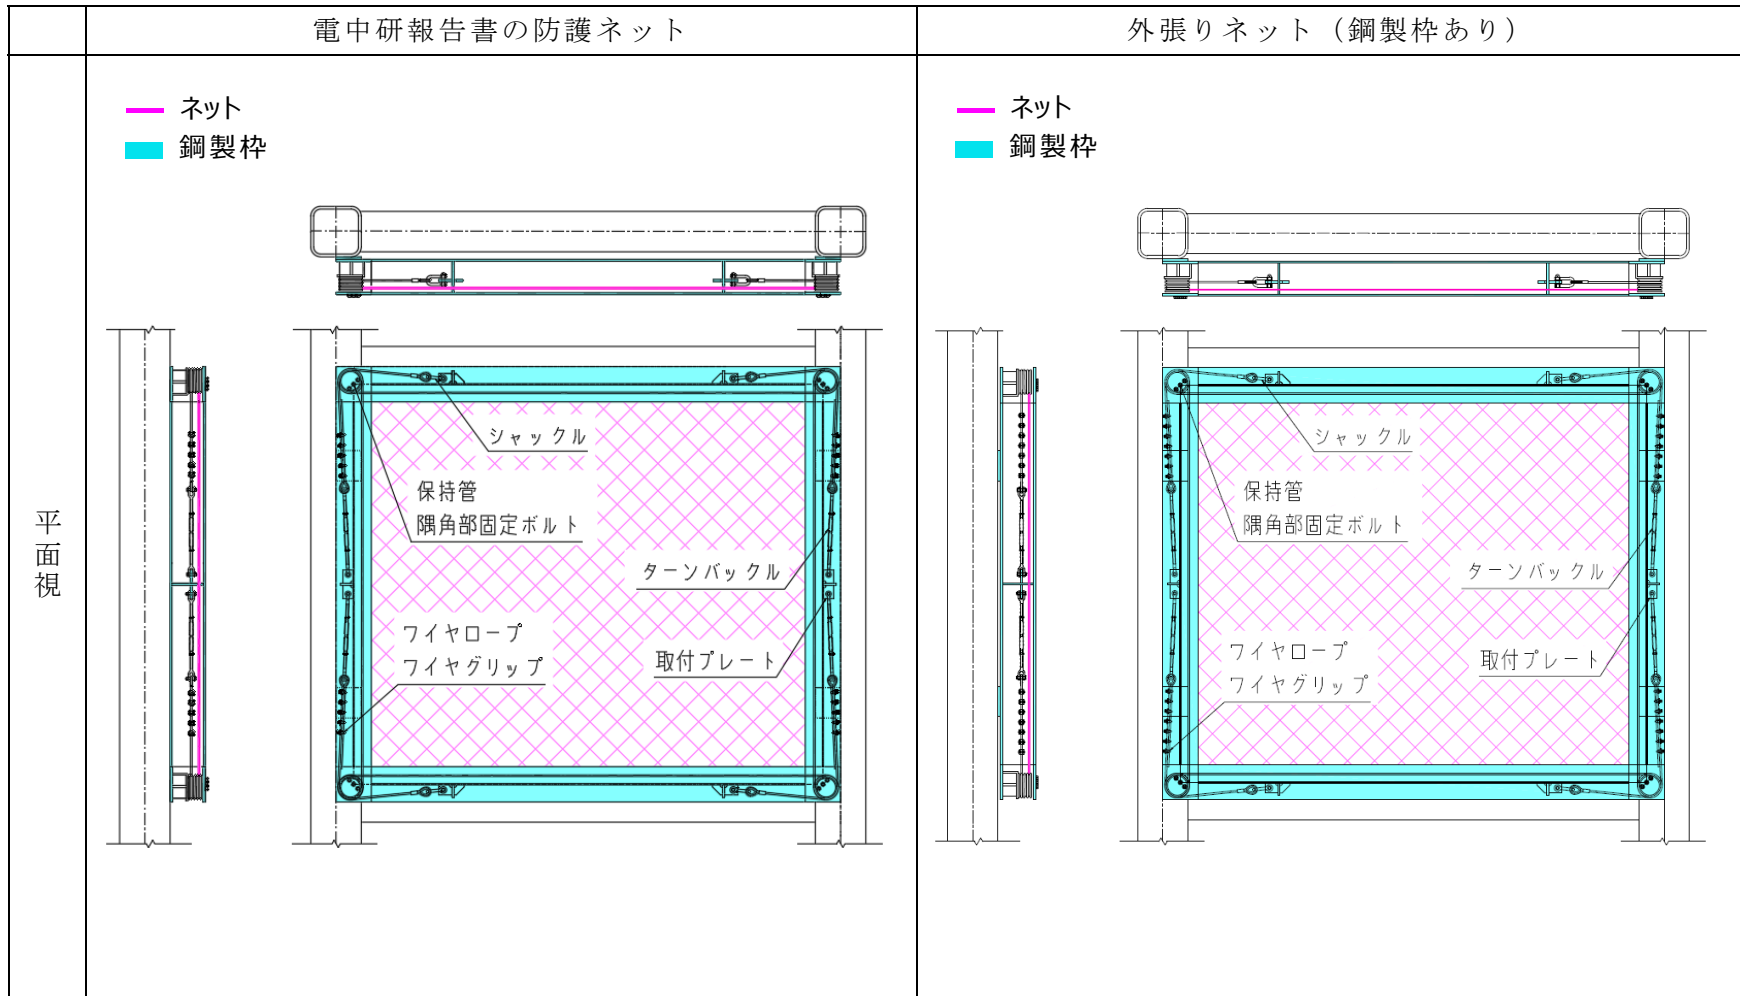 電中研報告書の防護ネット
外張りネット（鋼製枠あり）
平面視
ネット
鋼製枠
シャックル
保持管
隅角部固定ボルト
ターンバックル
ワイヤロープ
ワイヤグリップ
取付プレート
ネット
鋼製枠
シャックル
保持管
隅角部固定ボルト
ターンバックル
ワイヤロープ
ワイヤグリップ
取付プレート